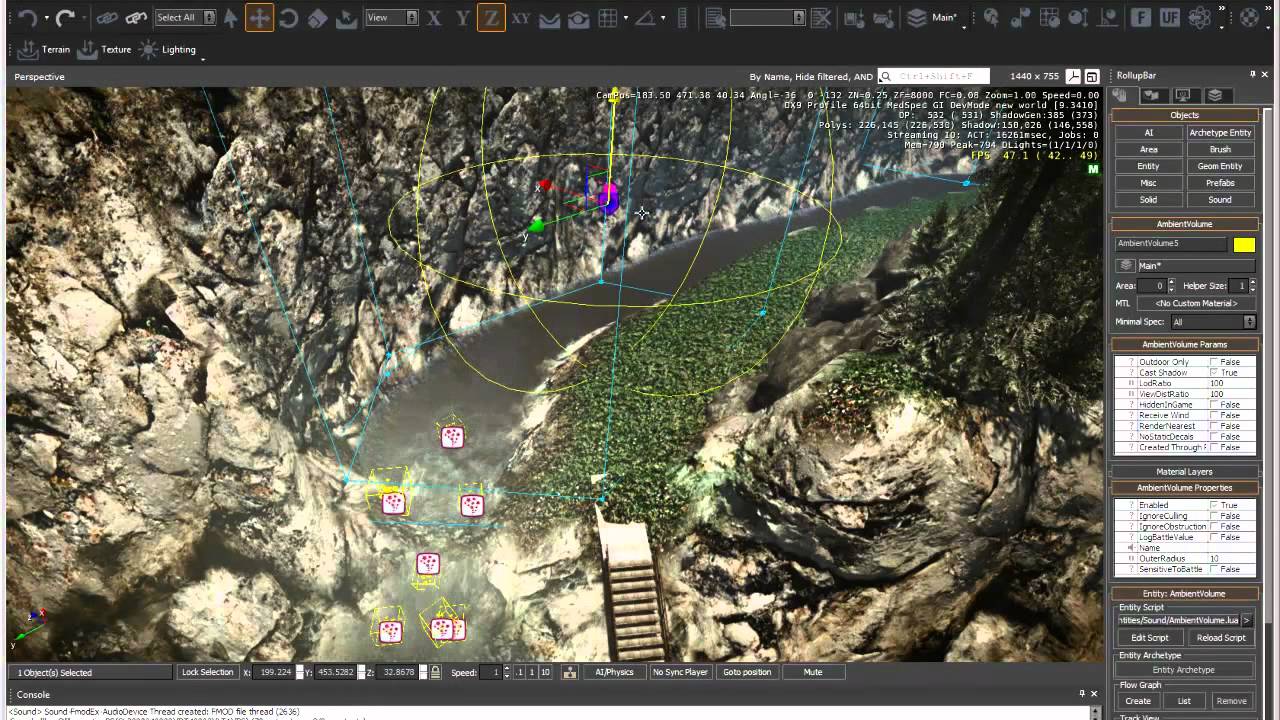 Select All View X Y Z XY Main* F UF
Terrain Texture Lighting
Perspective By Name, Hide filtered, AND Ctrl+Shift+F 1440 x 755
CamPos=183.50 471.38 40.34 Angl=-36 0 -132 ZN=0.25 ZF=8000 FC=0.08 Zoom=1.00 Speed=0.00
DX9 Profile 64bit MedSpec GI DevMode new world [9.3410]
DP: 532 ( 531) ShadowGen:385 (373)
Polys: 226,145 (226,530) Shadow:150,026 (146,558)
Streaming IO: ACT: 16261msec, Jobs: 0
Mem=790 Peak=794 DLights=(1/1/1/0)
FPS 47.1 ( 42.. 49)
M
x
y
RollupBar
Objects
AI Archetype Entity
Area Brush
Entity Geom Entity
Misc Prefabs
Solid Sound
AmbientVolume
AmbientVolume5
Main*
Area: 0 Helper Size: 1
MTL <No Custom Material>
Minimal Spec: All
AmbientVolume Params
? Outdoor Only False
? Cast Shadow True
LodRatio 100
ViewDistRatio 100
? HiddenInGame False
? Receive Wind False
? RenderNearest False
? NoStaticDecals False
? Created Through False
Material Layers
AmbientVolume Properties
? Enabled True
? IgnoreCulling False
? IgnoreObstruction False
? LogBattleValue False
Name
OuterRadius 10
? SensitiveToBattle False
Entity: AmbientVolume
Entity Script
ntities/Sound/AmbientVolume.lua >
Edit Script Reload Script
Entity Archetype
Entity Archetype
Flow Graph
Create List Remove
Track View
1 Object(s) Selected Lock Selection X: 199.224 Y: 453.5282 Z: 32.8678 Speed: 1 .1 1 10 AI/Physics No Sync Player Goto position Mute
Console
<Sound> Sound-FmodEx-AudioDevice Thread created: FMOD file thread (2636)